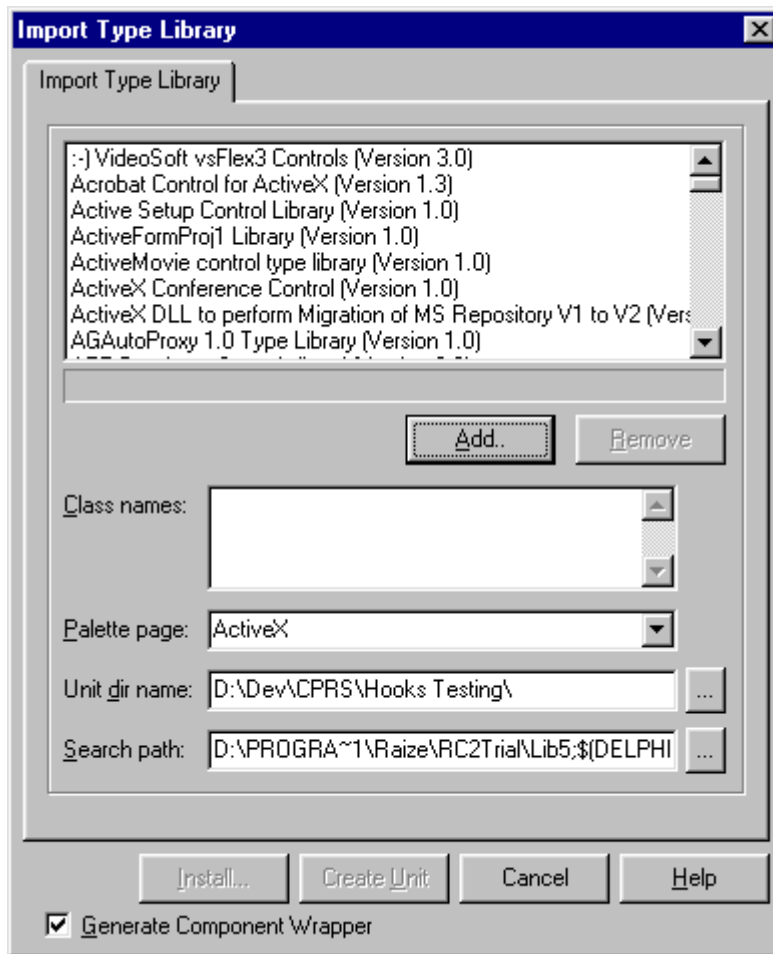 Import Type Library
Import Type Library
:-) VideoSoft vsFlex3 Controls (Version 3.0)
Acrobat Control for ActiveX (Version 1.3)
Active Setup Control Library (Version 1.0)
ActiveFormProj1 Library (Version 1.0)
ActiveMovie control type library (Version 1.0)
ActiveX Conference Control (Version 1.0)
ActiveX DLL to perform Migration of MS Repository V1 to V2 (Vers
AGAutoProxy 1.0 Type Library (Version 1.0)
Add.. Remove
Class names:
Palette page: ActiveX
Unit dir name: D:\Dev\CPRS\Hooks Testing\ ...
Search path: D:\PROGRA~1\Raize\RC2Trial\Lib5;$(DELPHI ...
Install... Create Unit Cancel Help
Generate Component Wrapper